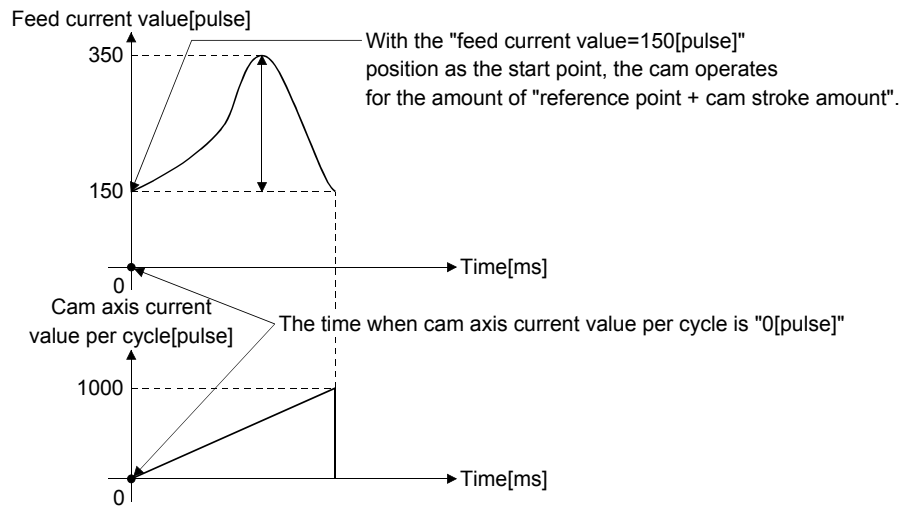 Feed current value[pulse]
350
With the "feed current value=150[pulse]"
position as the start point, the cam operates
for the amount of "reference point + cam stroke amount".
150
Time[ms]
0
Cam axis current
value per cycle[pulse]
The time when cam axis current value per cycle is "0[pulse]"
1000
Time[ms]
0